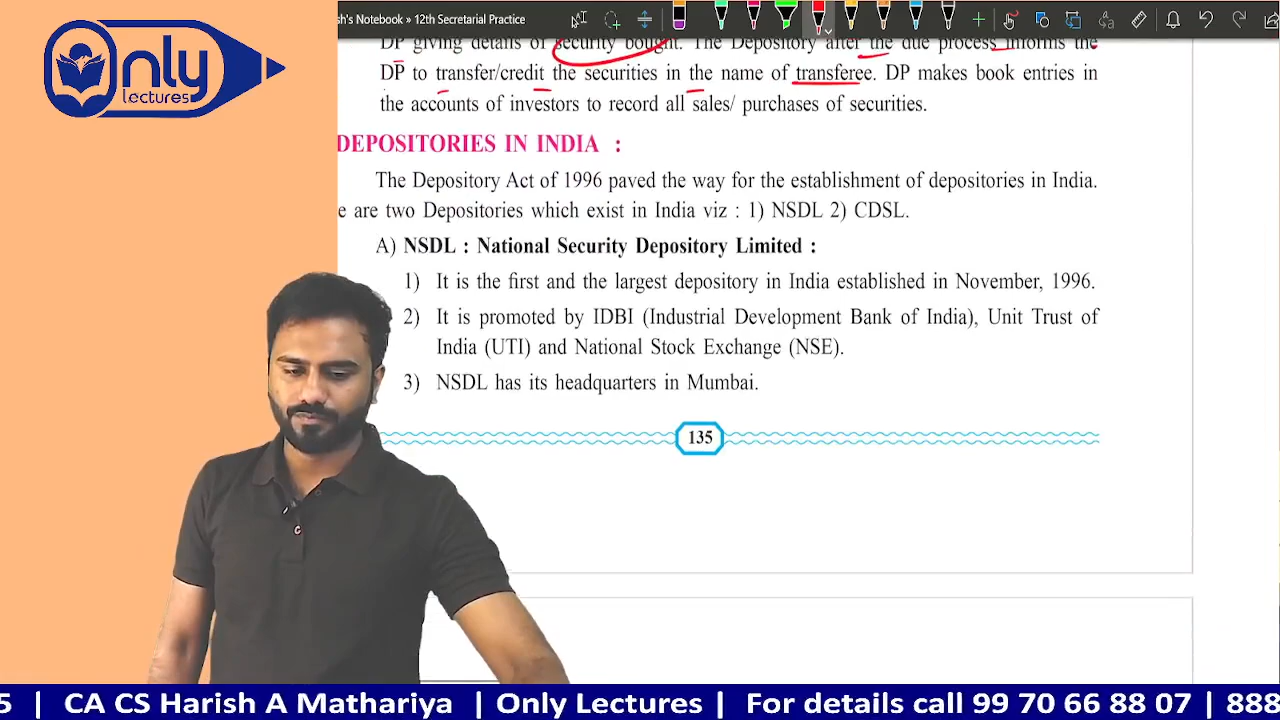 Only
Lectures
sh's Notebook » 12th Secretarial Practice
DP giving details of security bought. The Depository after the due process informs the
DP to transfer/credit the securities in the name of transferee. DP makes book entries in
the accounts of investors to record all sales/ purchases of securities.
DEPOSITORIES IN INDIA :
The Depository Act of 1996 paved the way for the establishment of depositories in India.
e are two Depositories which exist in India viz : 1) NSDL 2) CDSL.
A) NSDL : National Security Depository Limited :
1) It is the first and the largest depository in India established in November, 1996.
2) It is promoted by IDBI (Industrial Development Bank of India), Unit Trust of
India (UTI) and National Stock Exchange (NSE).
3) NSDL has its headquarters in Mumbai.
135
5 | CA CS Harish A Mathariya | Only Lectures | For details call 99 70 66 88 07 | 888